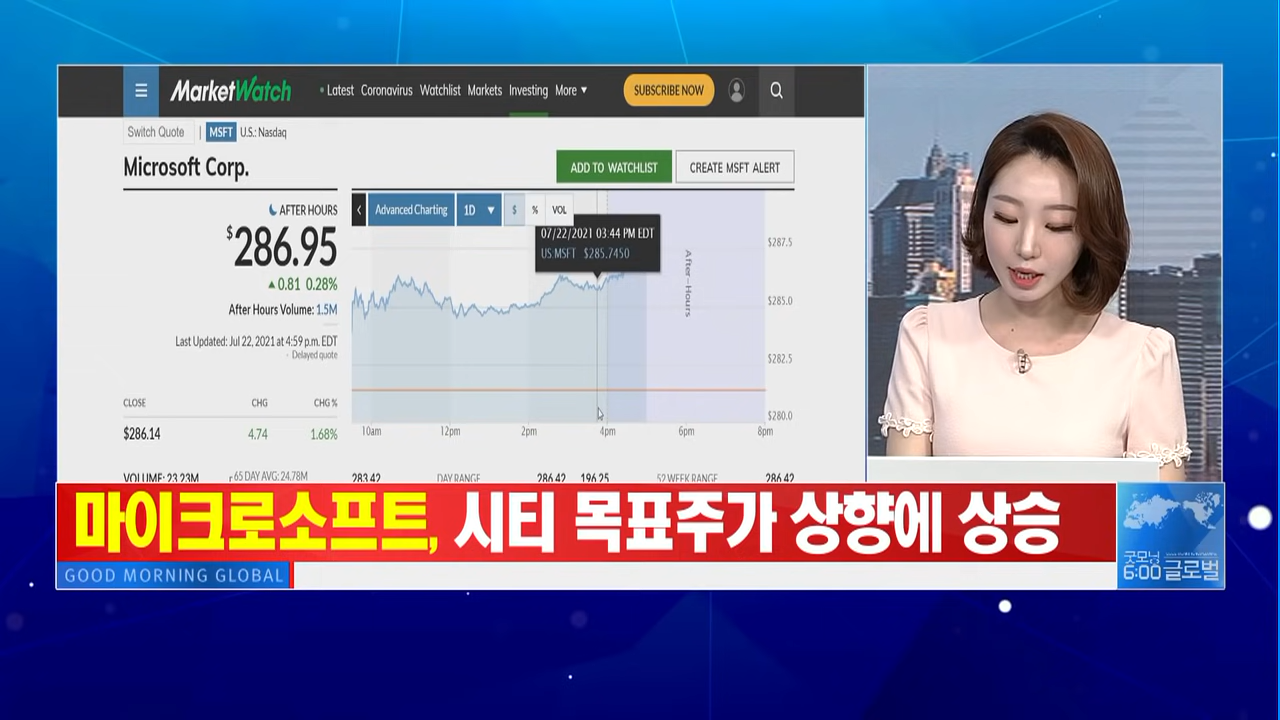 MarketWatch
Latest Coronavirus Watchlist Markets Investing More ▼
SUBSCRIBE NOW
Switch Quote | MSFT U.S.: Nasdaq
Microsoft Corp.
ADD TO WATCHLIST
CREATE MSFT ALERT
AFTER HOURS
$286.95
▲0.81 0.28%
After Hours Volume: 1.5M
Last Updated: Jul 22, 2021 at 4:59 p.m. EDT
Delayed quote
CLOSE CHG CHG %
$286.14 4.74 1.68%
Advanced Charting 1D ▼ $ % VOL
07/22/2021 03:44 PM EDT
US:MSFT $285.7450
After-Hours
$287.5
$285.0
$282.5
$280.0
10am 12pm 2pm 4pm 6pm 8pm
VOLUME: 23.23M 65 DAY AVG: 24.78M 283.42 DAY RANGE 286.42 196.25 52 WEEK RANGE 286.42
마이크로소프트, 시티 목표주가 상향에 상승
GOOD MORNING GLOBAL
굿모닝
6:00 글로벌